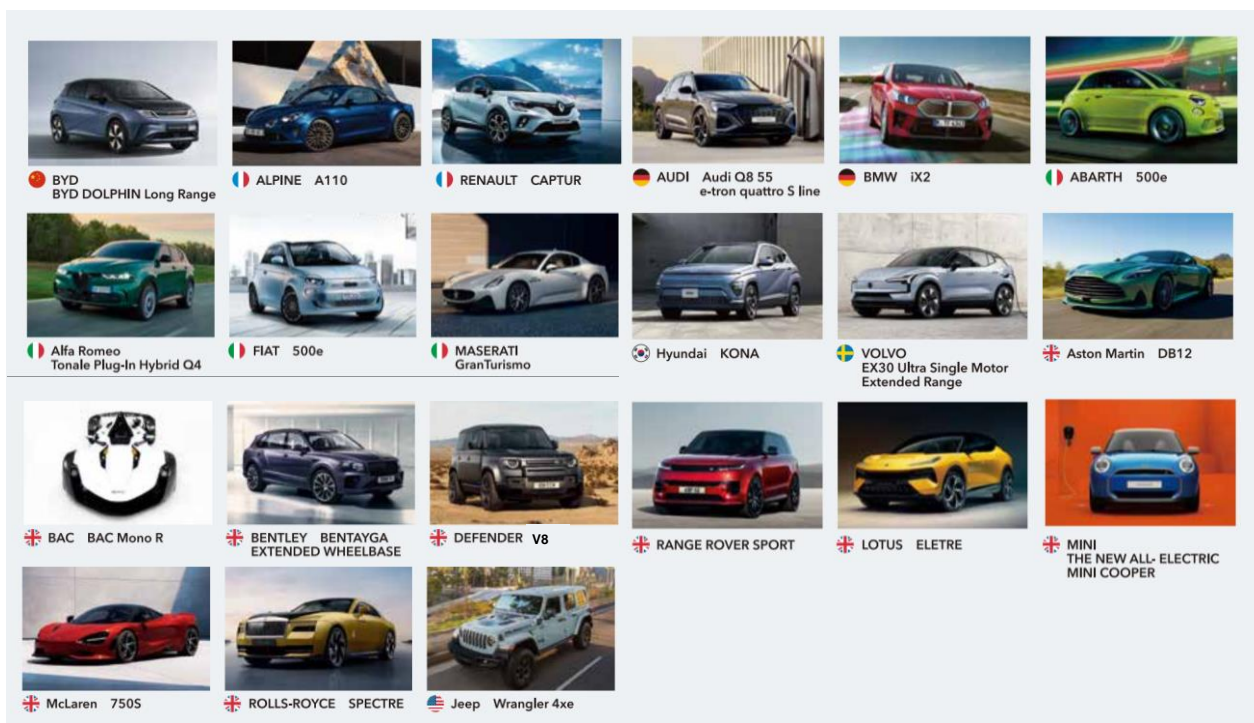 BYD
BYD DOLPHIN Long Range
ALPINE A110
RENAULT CAPTUR
AUDI Audi Q8 55
e-tron quattro S line
BMW iX2
ABARTH 500e
Alfa Romeo
Tonale Plug-In Hybrid Q4
FIAT 500e
MASERATI
GranTurismo
Hyundai KONA
VOLVO
EX30 Ultra Single Motor
Extended Range
Aston Martin DB12
BAC BAC Mono R
BENTLEY BENTAYGA
EXTENDED WHEELBASE
DEFENDER V8
RANGE ROVER SPORT
LOTUS ELETRE
MINI
THE NEW ALL- ELECTRIC
MINI COOPER
McLaren 750S
ROLLS-ROYCE SPECTRE
Jeep Wrangler 4xe